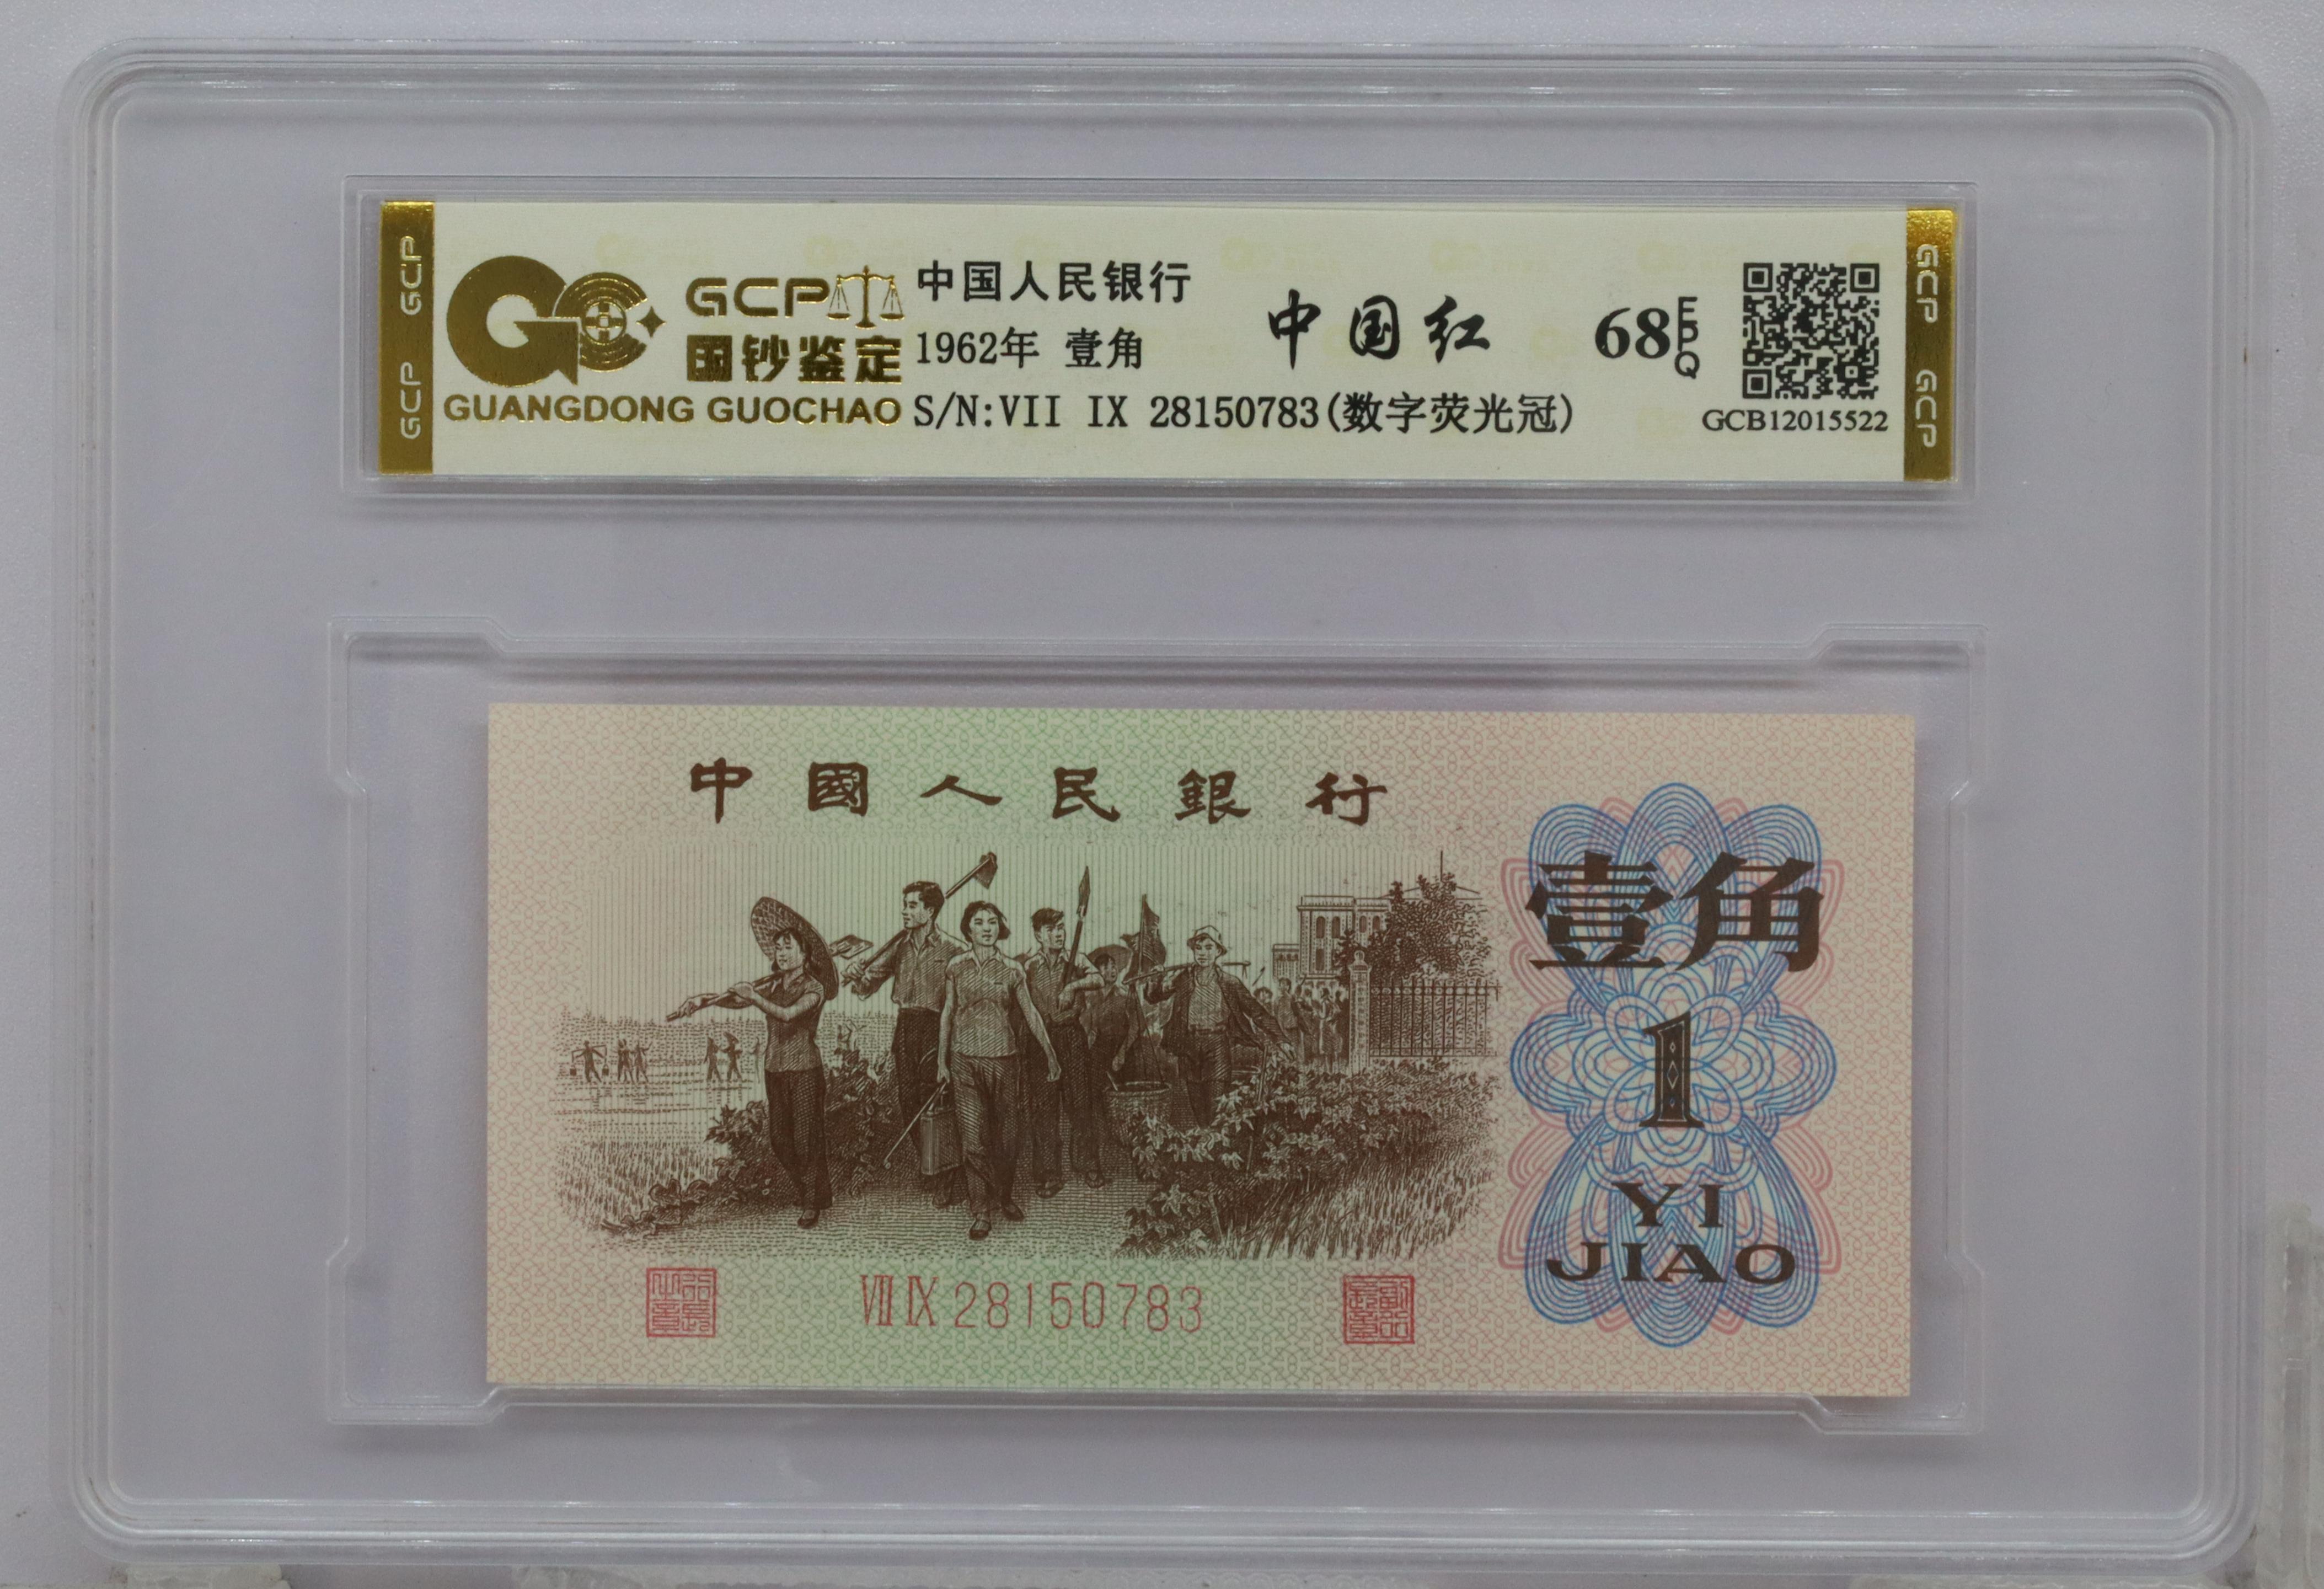 GCP GCP
GCP
国钞鉴定
GUANGDONG GUOCHAO
中国人民银行
1962年 壹角
S/N:VII IX 28150783(数字荧光冠)
中国红
68 EPQ
GCB12015522
GCP GCP
中國人民銀行
壹角
1
YI
JIAO
VII IX 28150783